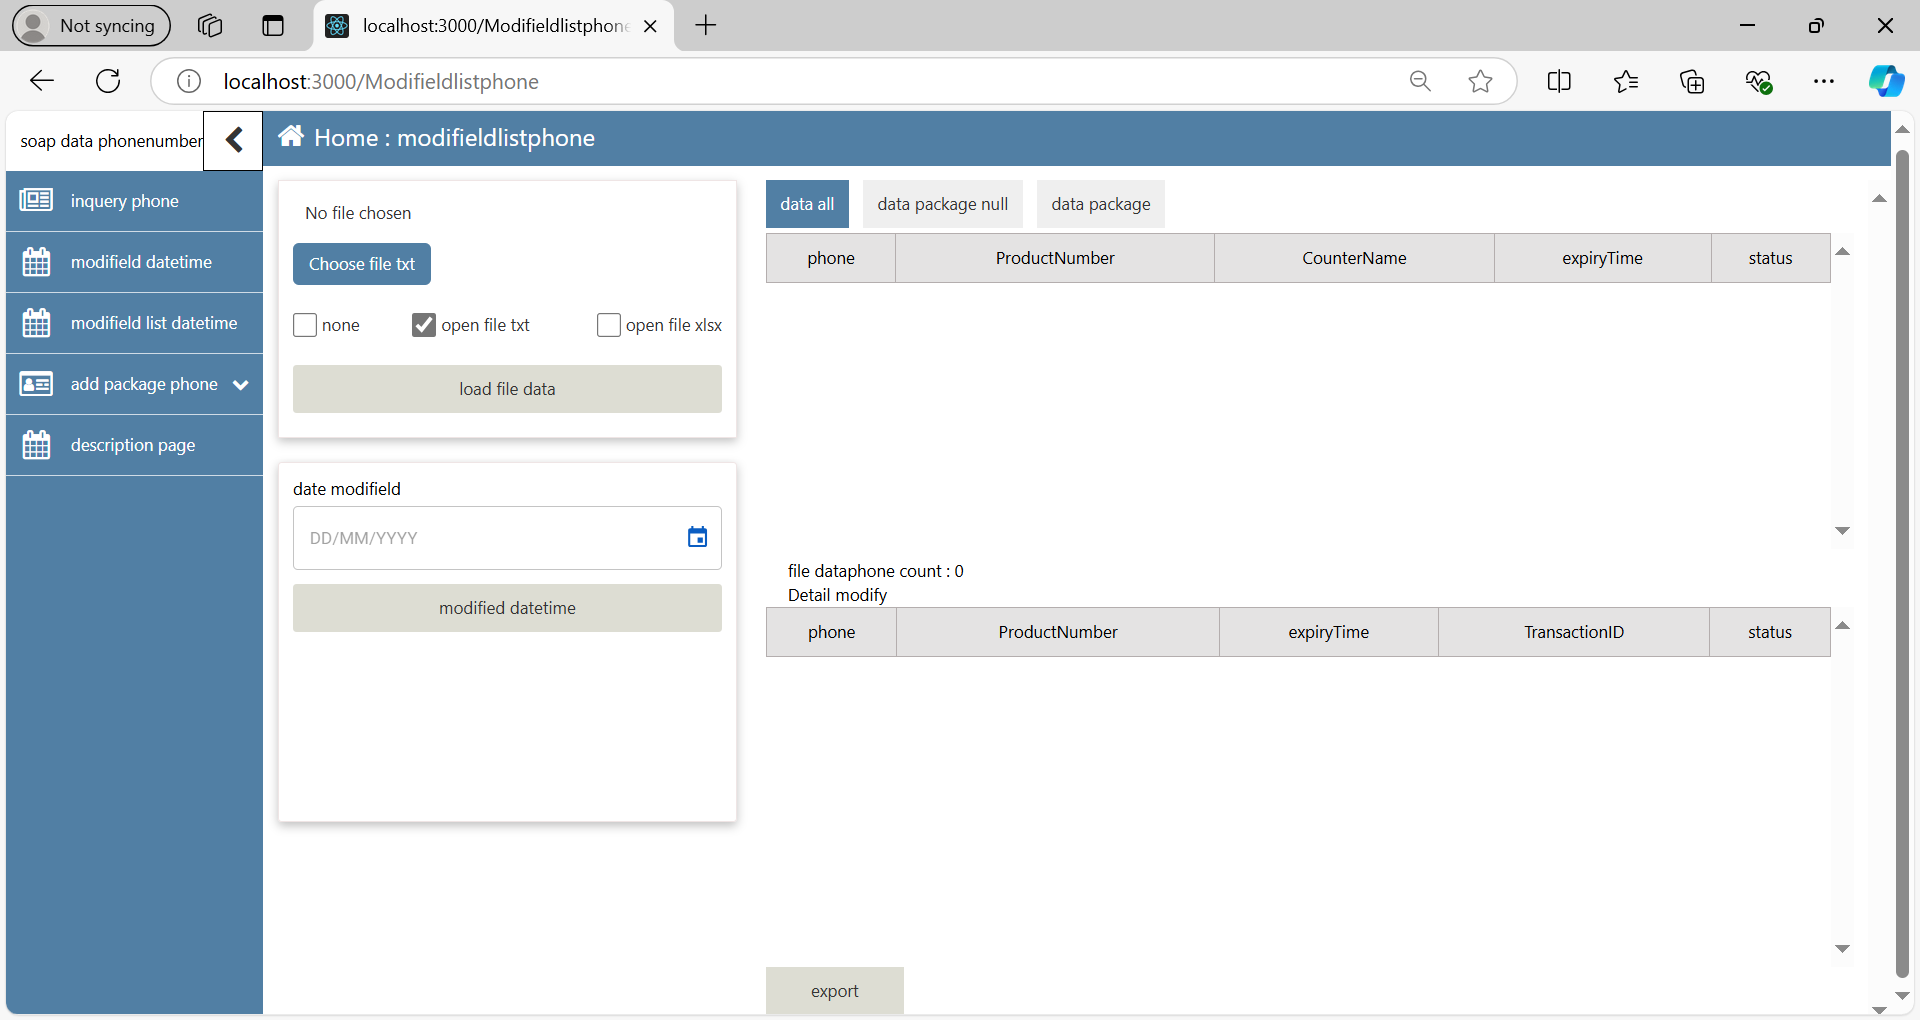 Not syncing
localhost:3000/Modifieldlistphone
localhost:3000/Modifieldlistphone
soap data phonenumber
Home : modifieldlistphone
inquery phone
modifield datetime
modifield list datetime
add package phone
description page
No file chosen
Choose file txt
none open file txt open file xlsx
load file data
date modifield
DD/MM/YYYY
modified datetime
data all data package null data package
phone ProductNumber CounterName expiryTime status
file dataphone count : 0
Detail modify
phone ProductNumber expiryTime TransactionID status
export